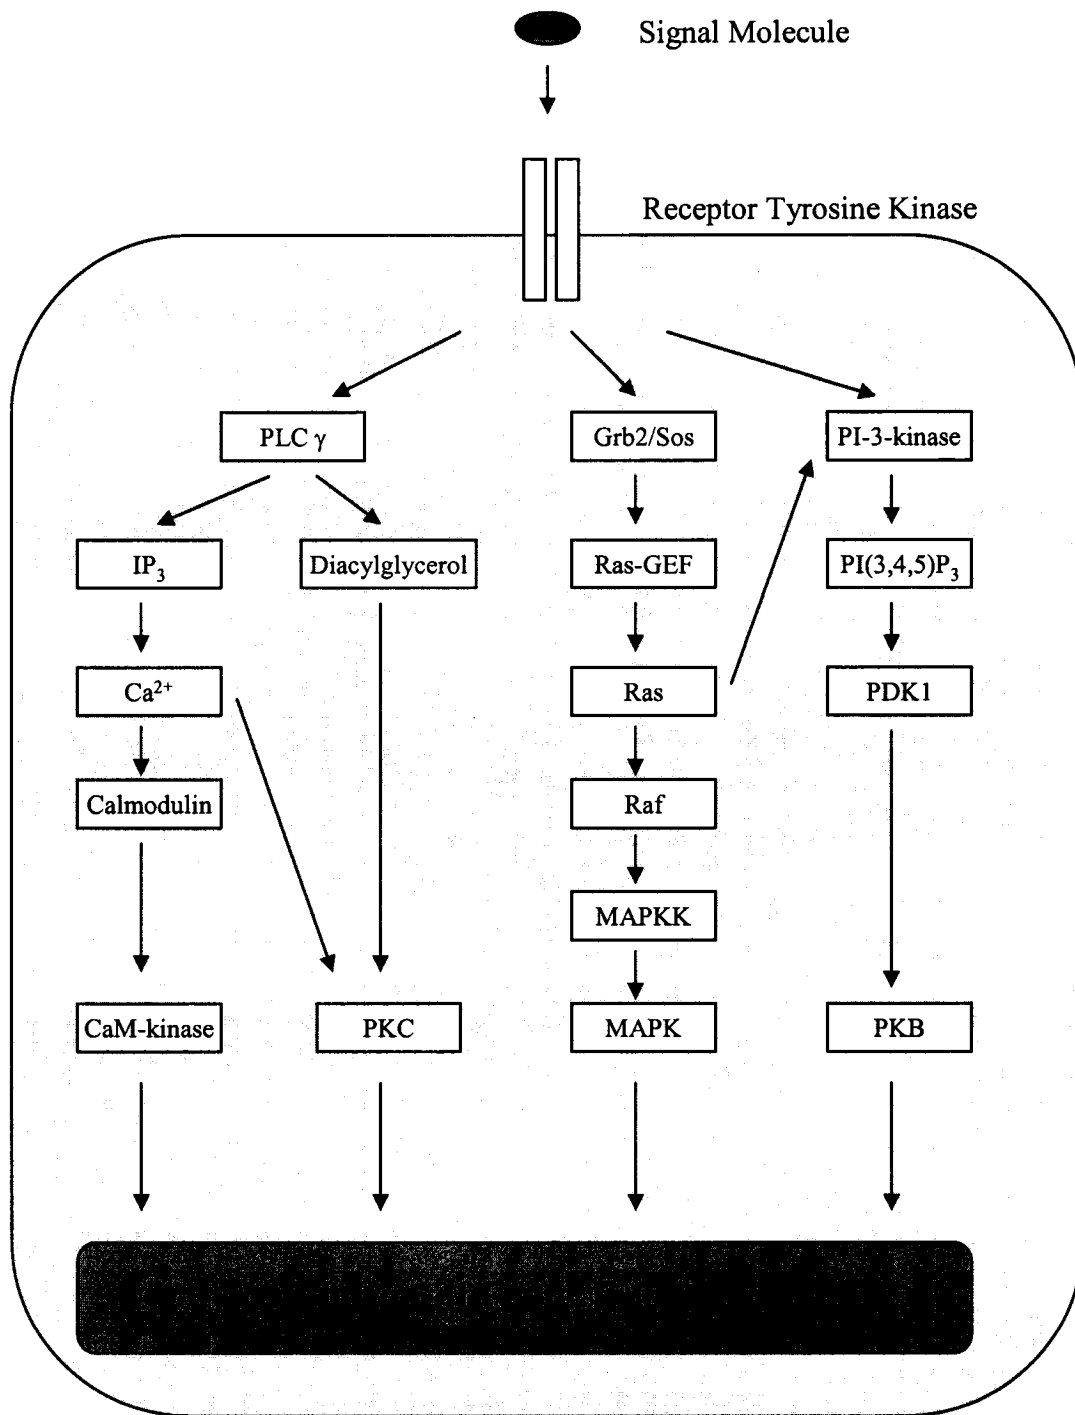 Signal Molecule
Receptor Tyrosine Kinase
PLC γ
Grb2/Sos
PI-3-kinase
IP₃
Diacylglycerol
Ras-GEF
PI(3,4,5)P₃
Ca²⁺
Ras
PDK1
Calmodulin
Raf
MAPKK
CaM-kinase
PKC
MAPK
PKB